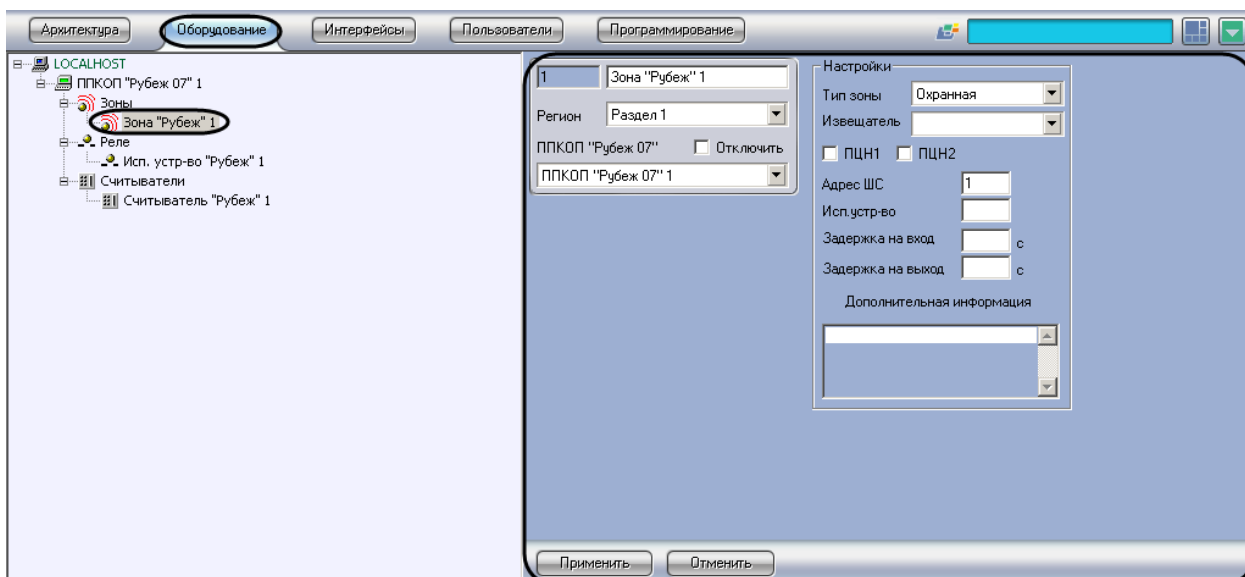 Архитектура Оборудование Интерфейсы Пользователи Программирование
LOCALHOST
ППКОП "Рубеж 07" 1
Зоны
Зона "Рубеж" 1
Реле
Исп. устр-во "Рубеж" 1
Считыватели
Считыватель "Рубеж" 1
1 Зона "Рубеж" 1
Регион Раздел 1
ППКОП "Рубеж 07" Отключить
ППКОП "Рубеж 07" 1
Настройки
Тип зоны Охранная
Извещатель
ПЦН1 ПЦН2
Адрес ШС 1
Исп.устр-во
Задержка на вход с
Задержка на выход с
Дополнительная информация
Применить Отменить